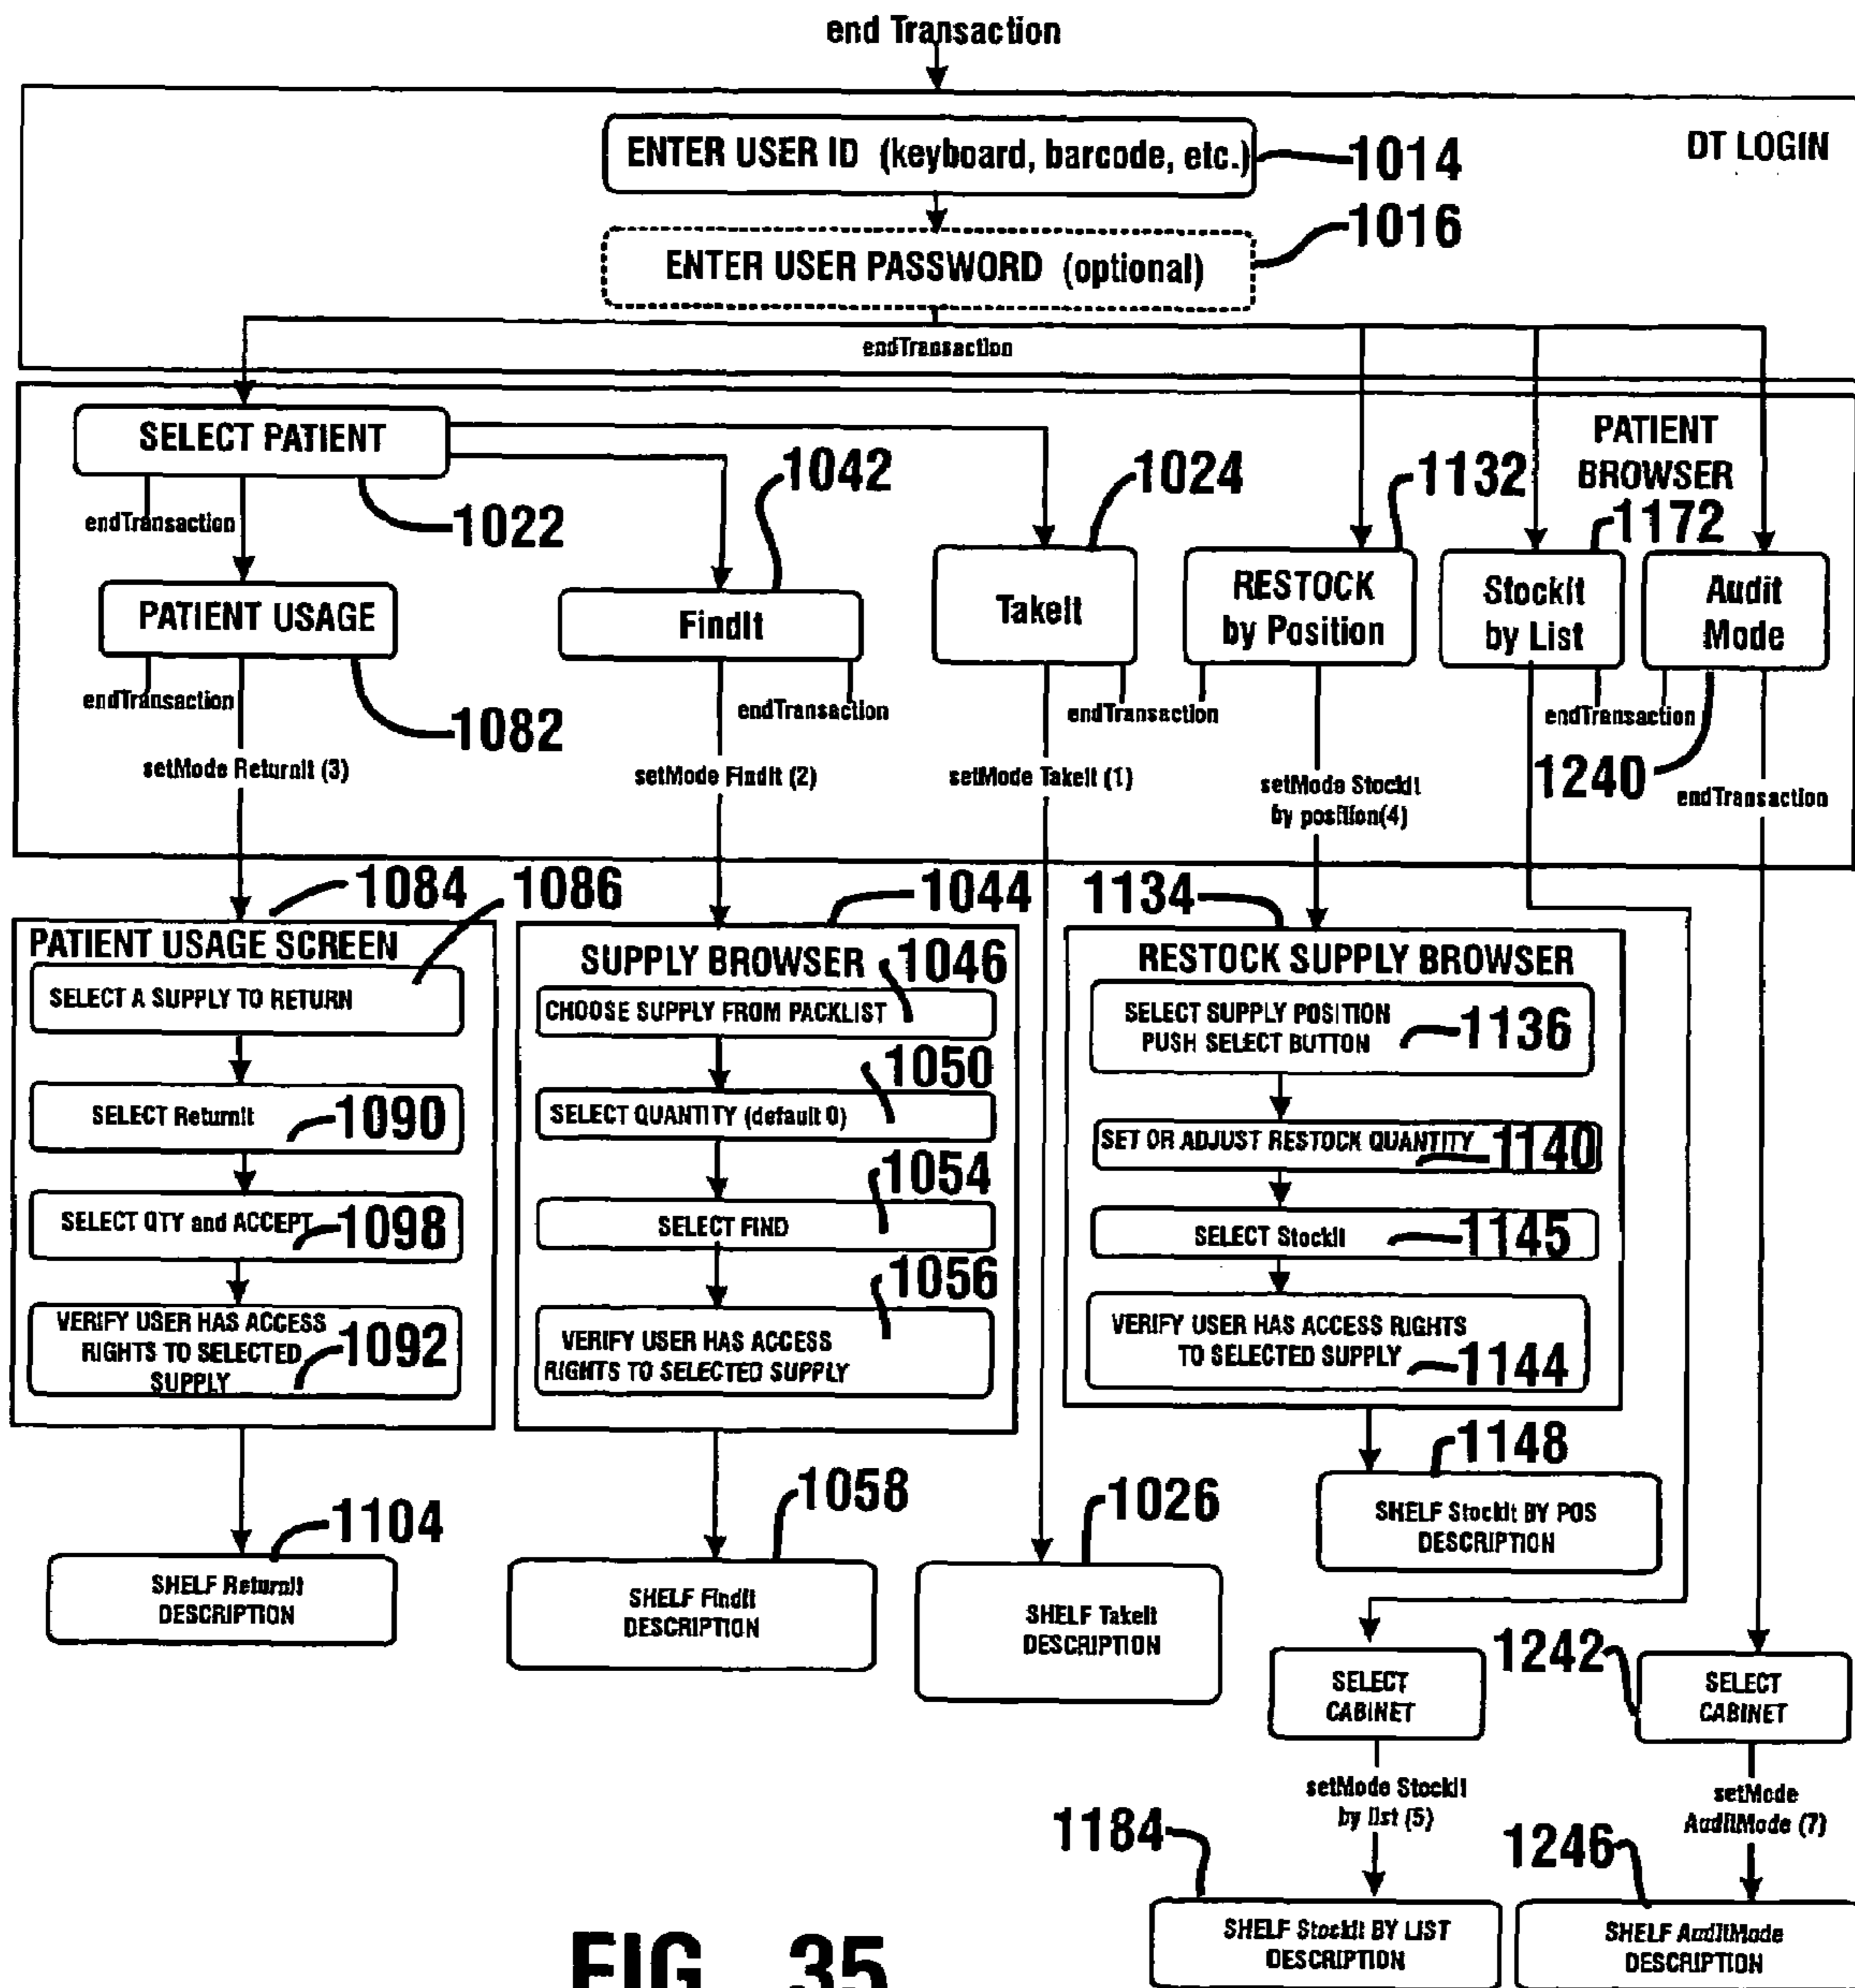 end Transaction
ENTER USER ID (keyboard, barcode, etc.)
1014
DT LOGIN
1016
ENTER USER PASSWORD (optional)
endTransaction
SELECT PATIENT
PATIENT
BROWSER
1042
1024
1132
1172
endTransaction
1022
PATIENT USAGE
FindIt
TakeIt
RESTOCK
by Position
StockIt
by List
Audit
Mode
endTransaction
1082
endTransaction
endTransaction
endTransaction
1240
setMode ReturnIt (3)
setMode FindIt (2)
setMode TakeIt (1)
setMode StockIt
by position(4)
endTransaction
1084
1086
1044
1134
PATIENT USAGE SCREEN
SELECT A SUPPLY TO RETURN
SELECT ReturnIt
1090
SELECT QTY and ACCEPT
1098
VERIFY USER HAS ACCESS
RIGHTS TO SELECTED
SUPPLY
1092
SUPPLY BROWSER
1046
CHOOSE SUPPLY FROM PACKLIST
1050
SELECT QUANTITY (default 0)
1054
SELECT FIND
1056
VERIFY USER HAS ACCESS
RIGHTS TO SELECTED SUPPLY
RESTOCK SUPPLY BROWSER
SELECT SUPPLY POSITION
PUSH SELECT BUTTON
1136
SET OR ADJUST RESTOCK QUANTITY
1140
SELECT StockIt
1145
VERIFY USER HAS ACCESS RIGHTS
TO SELECTED SUPPLY
1144
1104
SHELF ReturnIt
DESCRIPTION
1058
SHELF FindIt
DESCRIPTION
1026
SHELF TakeIt
DESCRIPTION
1148
SHELF StockIt BY POS
DESCRIPTION
SELECT
CABINET
1242
SELECT
CABINET
setMode StockIt
by list (5)
setMode
AuditMode (7)
1184
SHELF StockIt BY LIST
DESCRIPTION
1246
SHELF AuditMode
DESCRIPTION
FIG. 35